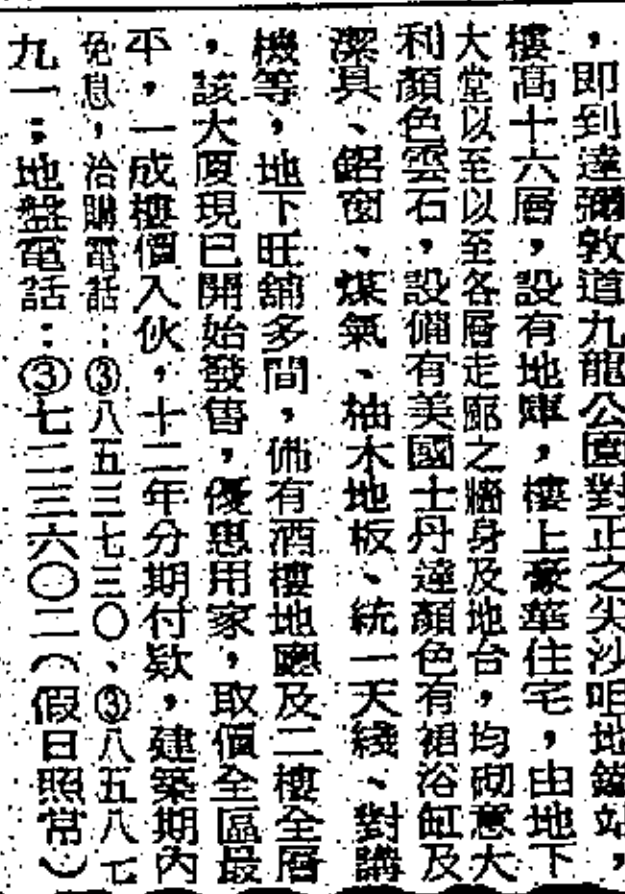 ，即到達彌敦道九龍公園對正之尖沙咀地鐵站，
樓高十六層，設有地庫，樓上豪華住宅，由地下
大堂以至以至各層走廊之牆身及地台，均砌意大
利顏色雲石，設備有美國士丹達顏色有裙浴缸及
潔具、鋁窗、煤氣、柚木地板、統一天綫、對講
機等，地下旺舖多間，佈有酒樓地廳及二樓全層
，該大厦現已開始發售，優惠用家，取價全區最
平，一成樓價入伙，十二年分期付欵，建築期內
免息，洽購電話：③八五三七三〇、③八五八七
九一；地盤電話：③七二三六〇二（假日照常）